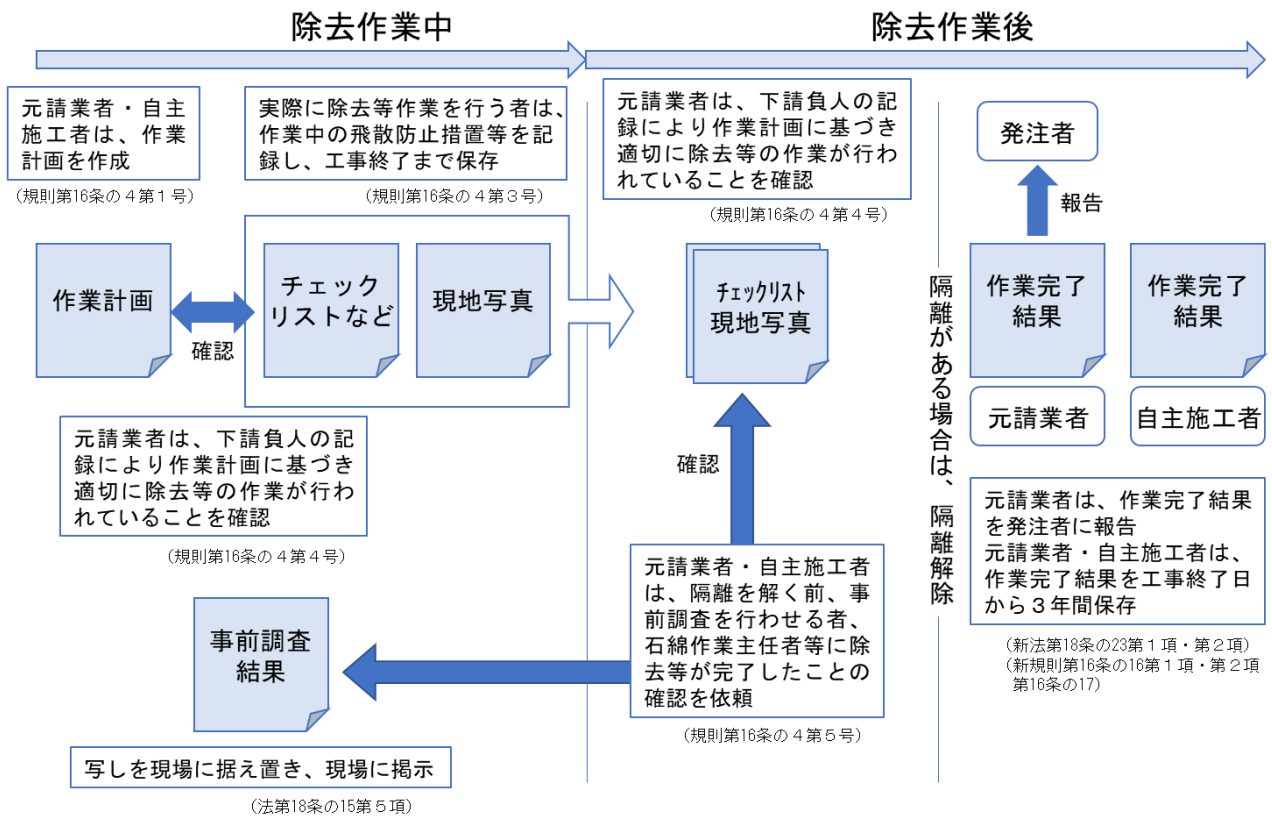 除去作業中
除去作業後
元請業者・自主
施工者は、作業
計画を作成
（規則第16条の４第１号）
実際に除去等作業を行う者は、
作業中の飛散防止措置等を記
録し、工事終了まで保存
（規則第16条の４第３号）
元請業者は、下請負人の記
録により作業計画に基づき
適切に除去等の作業が行わ
れていることを確認
（規則第16条の４第４号）
発注者
報告
作業計画
確認
チェック
リストなど
現地写真
チェックリスト
現地写真
隔離がある場合は、隔離解除
作業完了
結果
作業完了
結果
元請業者
自主施工者
元請業者は、下請負人の記
録により作業計画に基づき
適切に除去等の作業が行わ
れていることを確認
（規則第16条の４第４号）
確認
元請業者は、作業完了結果
を発注者に報告
元請業者・自主施工者は、
作業完了結果を工事終了日
から３年間保存
（新法第18条の23第１項・第２項）
（新規則第16条の16第１項・第２項
第16条の17）
事前調査
結果
元請業者・自主施工者
は、隔離を解く前、事
前調査を行わせる者、
石綿作業主任者等に除
去等が完了したことの
確認を依頼
（規則第16条の４第５号）
写しを現場に据え置き、現場に掲示
（法第18条の15第５項）